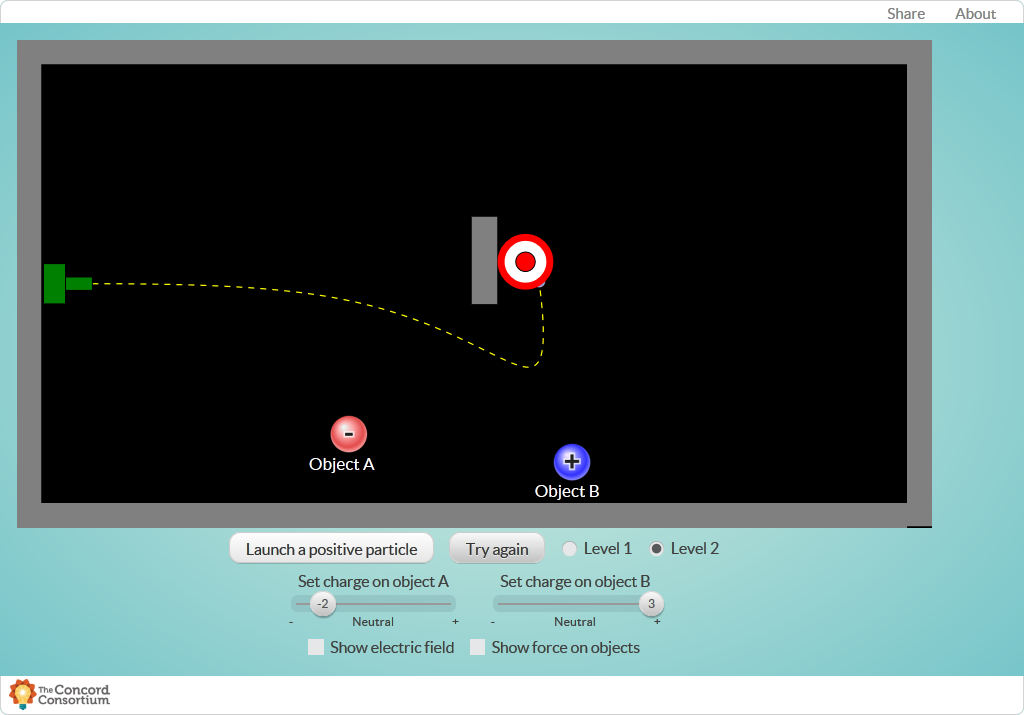 Share About
-
Object A
+
Object B
Launch a positive particle Try again Level 1 Level 2
Set charge on object A Set charge on object B
-2 3
- Neutral + - Neutral +
Show electric field Show force on objects
The Concord
Consortium